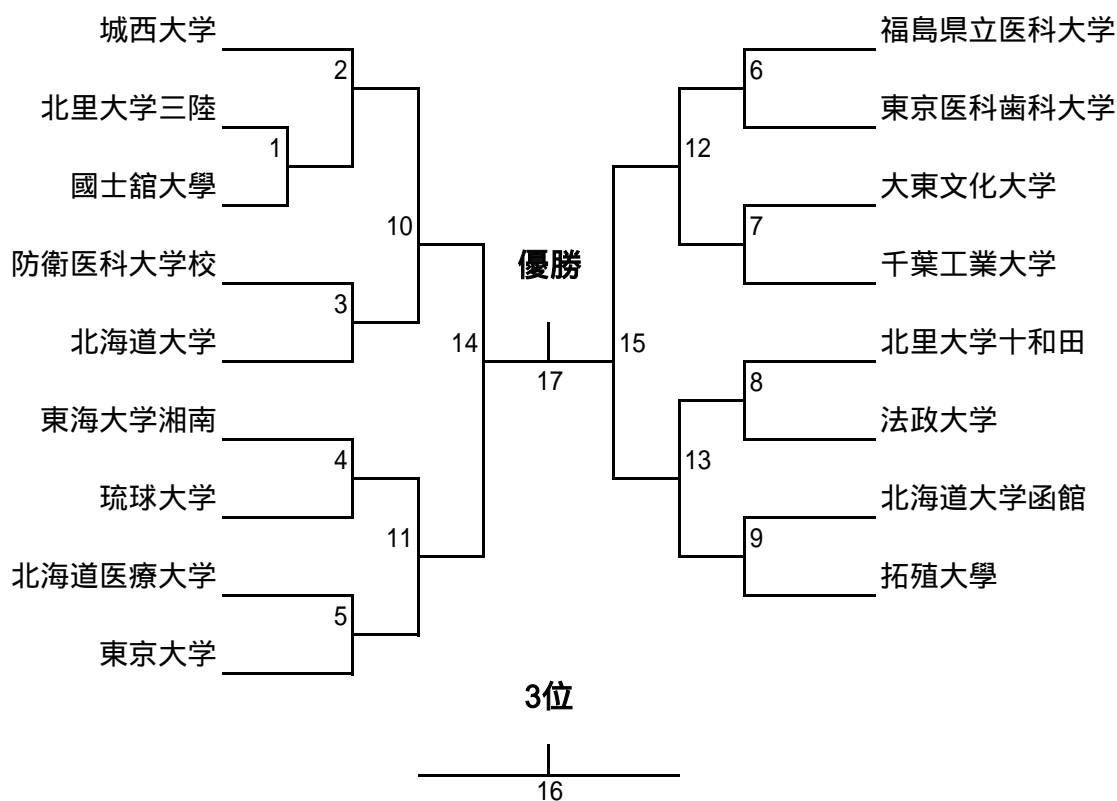 城西大学
2
北里大学三陸
1
國士舘大學
10
防衛医科大学校
3
北海道大学
14
東海大学湘南
4
琉球大学
11
北海道医療大学
5
東京大学
優勝
17
3位
16
福島県立医科大学
6
東京医科歯科大学
12
大東文化大学
7
千葉工業大学
15
北里大学十和田
8
法政大学
13
北海道大学函館
9
拓殖大學